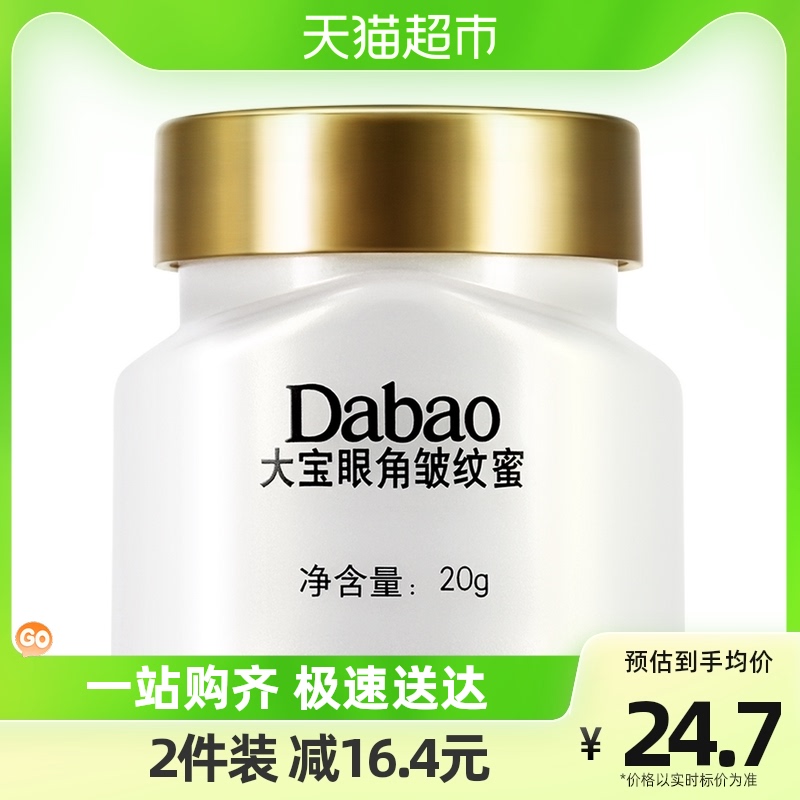 天猫超市
Dabao
大宝眼角皱纹蜜
净含量：20g
GO
一站购齐 极速送达
2件装 减16.4元
预估到手均价
¥24.7
*价格以实时标价为准